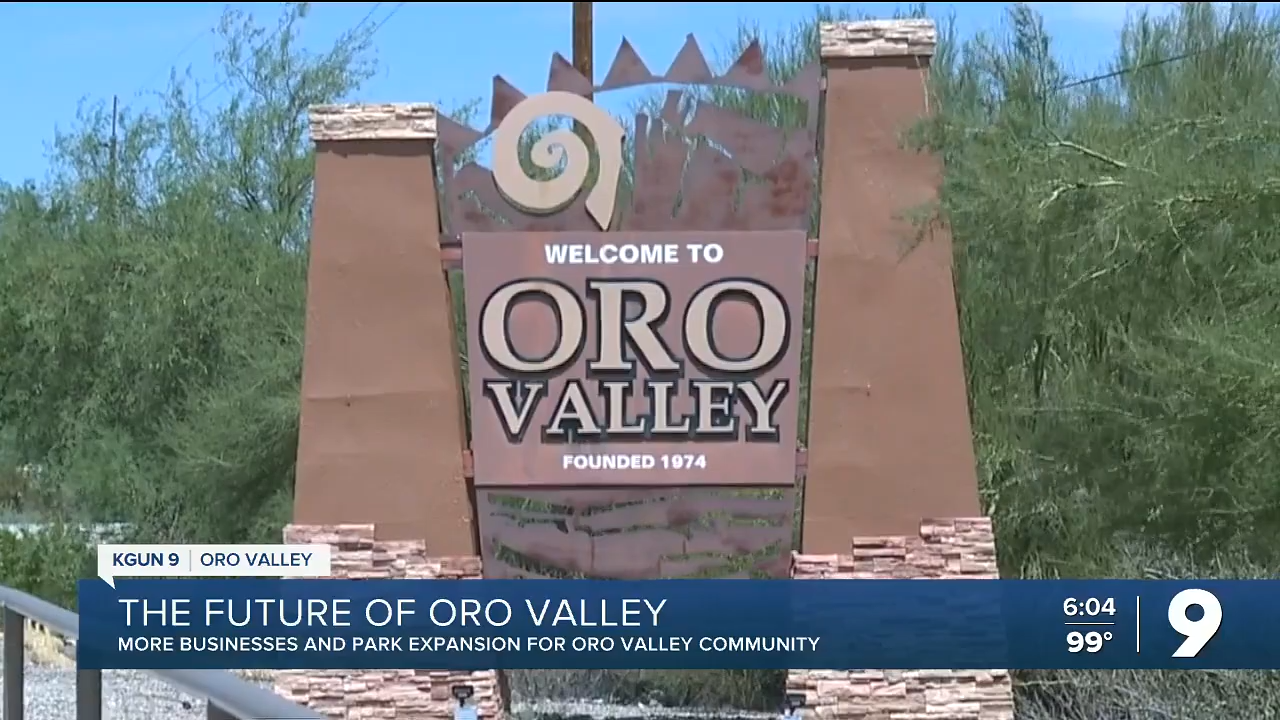 WELCOME TO
ORO
VALLEY
FOUNDED 1974
KGUN 9 | ORO VALLEY
THE FUTURE OF ORO VALLEY
MORE BUSINESSES AND PARK EXPANSION FOR ORO VALLEY COMMUNITY
6:04
99°
9